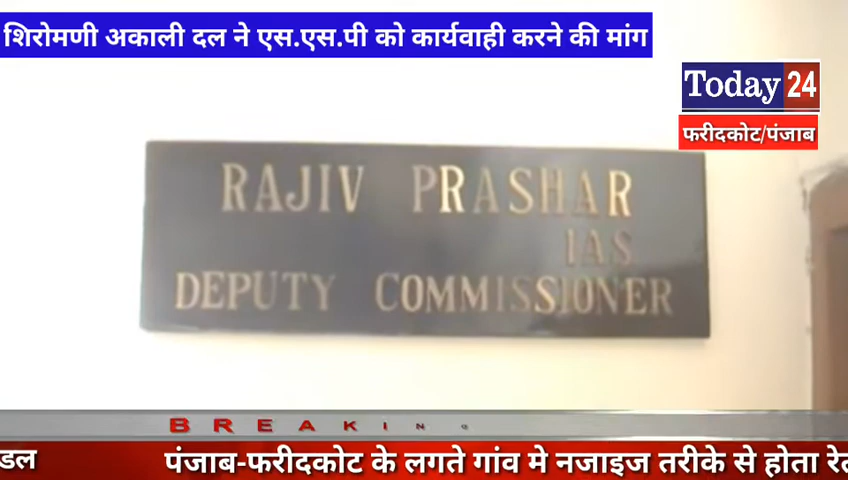 शिरोमणी अकाली दल ने एस.एस.पी को कार्यवाही करने की मांग
Today 24
फरीदकोट/पंजाब
RAJIV PRASHAR
IAS
DEPUTY COMMISSIONER
BREAKING
डल पंजाब-फरीदकोट के लगते गांव मे नजाइज तरीके से होता